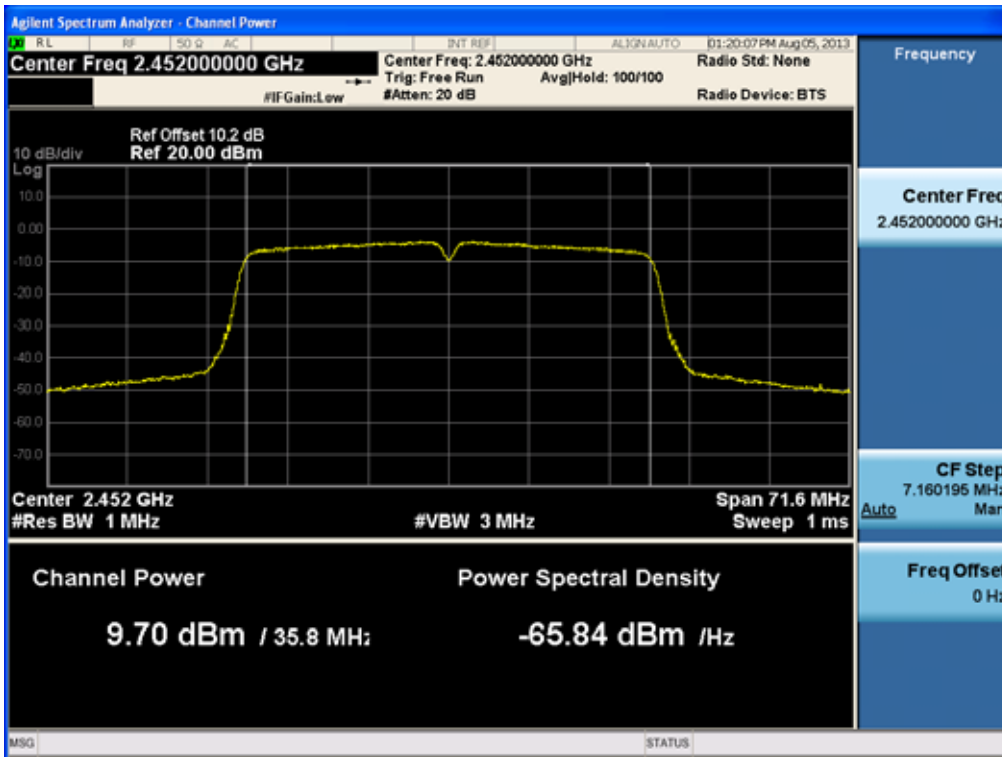 Agilent Spectrum Analyzer - Channel Power
RL RF 50 Ω AC INT REF ALIGN AUTO 01:20:07 PM Aug 05, 2013
Center Freq 2.452000000 GHz
Center Freq: 2.452000000 GHz
Radio Std: None
Trig: Free Run Avg|Hold: 100/100
#IFGain:Low
#Atten: 20 dB
Radio Device: BTS
Ref Offset 10.2 dB
10 dB/div Ref 20.00 dBm
Log
10.0
0.00
-10.0
-20.0
-30.0
-40.0
-50.0
-60.0
-70.0
Center 2.452 GHz
Span 71.6 MHz
#Res BW 1 MHz
#VBW 3 MHz
Sweep 1 ms
Channel Power
Power Spectral Density
9.70 dBm / 35.8 MHz
-65.84 dBm /Hz
MSG
STATUS
Frequency
Center Freq
2.452000000 GHz
CF Step
7.160195 MHz
Auto Man
Freq Offset
0 Hz